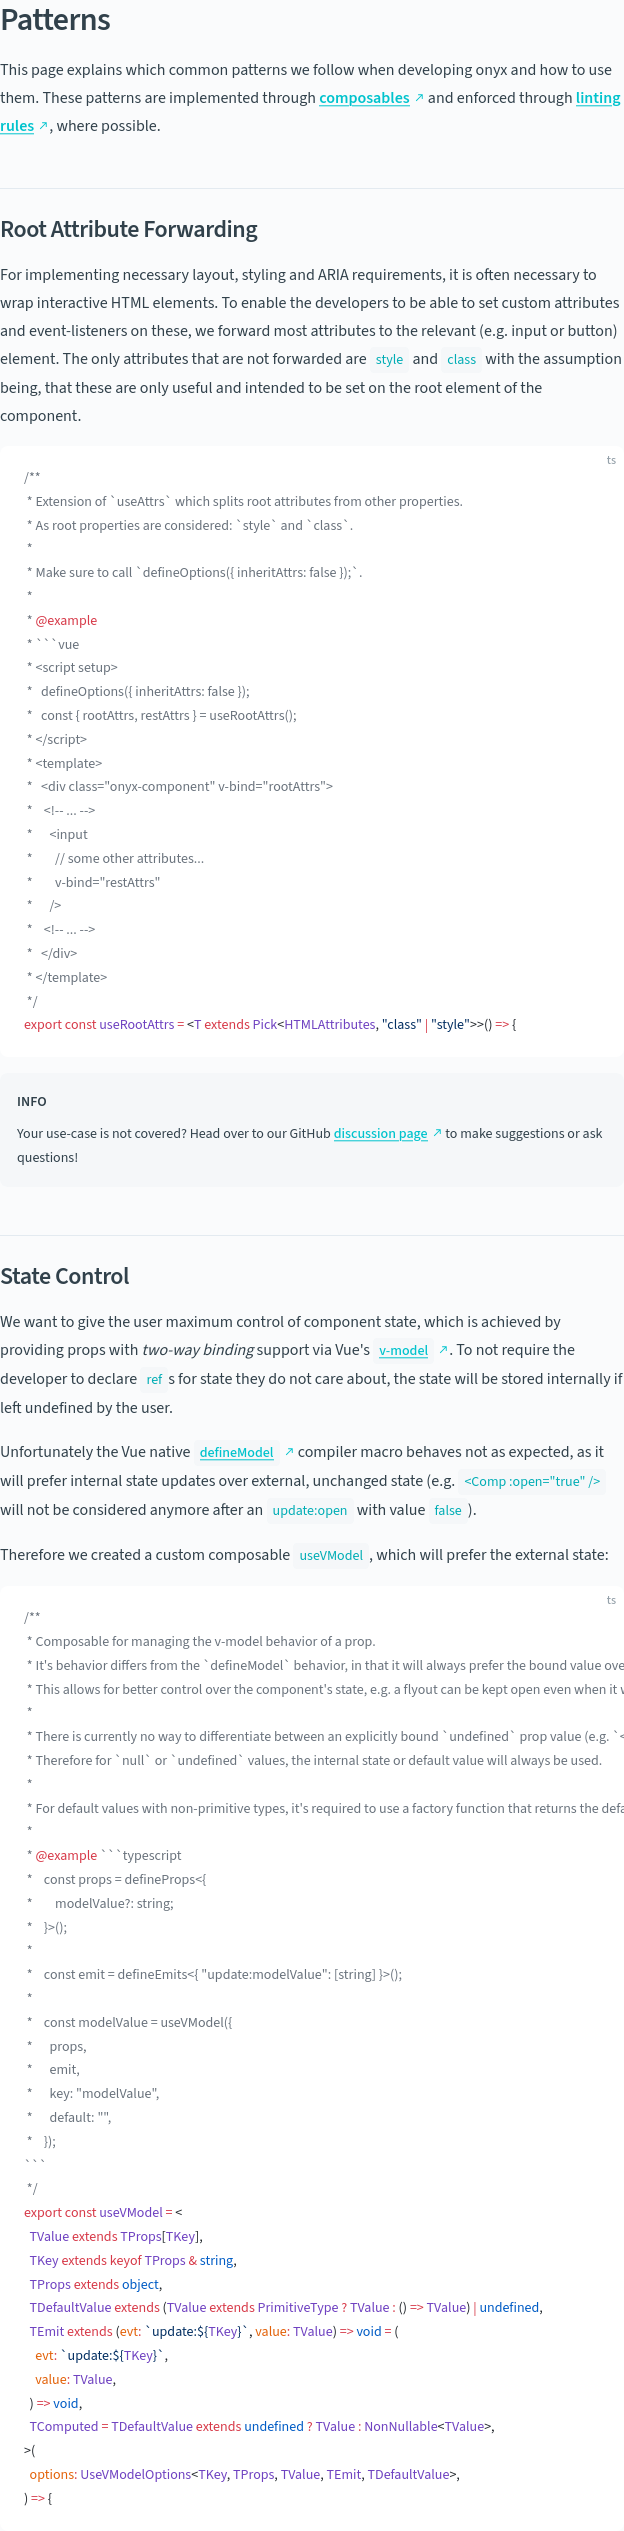 Patterns
This page explains which common patterns we follow when developing onyx and how to use
them. These patterns are implemented through composables ↗ and enforced through linting
rules ↗, where possible.
Root Attribute Forwarding
For implementing necessary layout, styling and ARIA requirements, it is often necessary to
wrap interactive HTML elements. To enable the developers to be able to set custom attributes
and event-listeners on these, we forward most attributes to the relevant (e.g. input or button)
element. The only attributes that are not forwarded are style and class with the assumption
being, that these are only useful and intended to be set on the root element of the
component.
ts
/**
 * Extension of `useAttrs` which splits root attributes from other properties.
 * As root properties are considered: `style` and `class`.
 *
 * Make sure to call `defineOptions({ inheritAttrs: false });`.
 *
 * @example
 * ```vue
 * <script setup>
 *   defineOptions({ inheritAttrs: false });
 *   const { rootAttrs, restAttrs } = useRootAttrs();
 * </script>
 * <template>
 *   <div class="onyx-component" v-bind="rootAttrs">
 *    <!-- ... -->
 *      <input
 *        // some other attributes...
 *        v-bind="restAttrs"
 *      />
 *    <!-- ... -->
 *   </div>
 * </template>
 */
export const useRootAttrs = <T extends Pick<HTMLAttributes, "class" | "style">>() => {
INFO
Your use-case is not covered? Head over to our GitHub discussion page ↗ to make suggestions or ask
questions!
State Control
We want to give the user maximum control of component state, which is achieved by
providing props with two-way binding support via Vue's v-model ↗. To not require the
developer to declare ref s for state they do not care about, the state will be stored internally if
left undefined by the user.
Unfortunately the Vue native defineModel ↗ compiler macro behaves not as expected, as it
will prefer internal state updates over external, unchanged state (e.g. <Comp :open="true" />
will not be considered anymore after an update:open with value false ).
Therefore we created a custom composable useVModel , which will prefer the external state:
ts
/**
 * Composable for managing the v-model behavior of a prop.
 * It's behavior differs from the `defineModel` behavior, in that it will always prefer the bound value ove
 * This allows for better control over the component's state, e.g. a flyout can be kept open even when it w
 *
 * There is currently no way to differentiate between an explicitly bound `undefined` prop value (e.g. `<
 * Therefore for `null` or `undefined` values, the internal state or default value will always be used.
 *
 * For default values with non-primitive types, it's required to use a factory function that returns the defa
 *
 * @example ```typescript
 *    const props = defineProps<{
 *        modelValue?: string;
 *    }>();
 *
 *    const emit = defineEmits<{ "update:modelValue": [string] }>();
 *
 *    const modelValue = useVModel({
 *      props,
 *      emit,
 *      key: "modelValue",
 *      default: "",
 *    });
```
 */
export const useVModel = <
  TValue extends TProps[TKey],
  TKey extends keyof TProps & string,
  TProps extends object,
  TDefaultValue extends (TValue extends PrimitiveType ? TValue : () => TValue) | undefined,
  TEmit extends (evt: `update:${TKey}`, value: TValue) => void = (
    evt: `update:${TKey}`,
    value: TValue,
  ) => void,
  TComputed = TDefaultValue extends undefined ? TValue : NonNullable<TValue>,
>(
  options: UseVModelOptions<TKey, TProps, TValue, TEmit, TDefaultValue>,
) => {